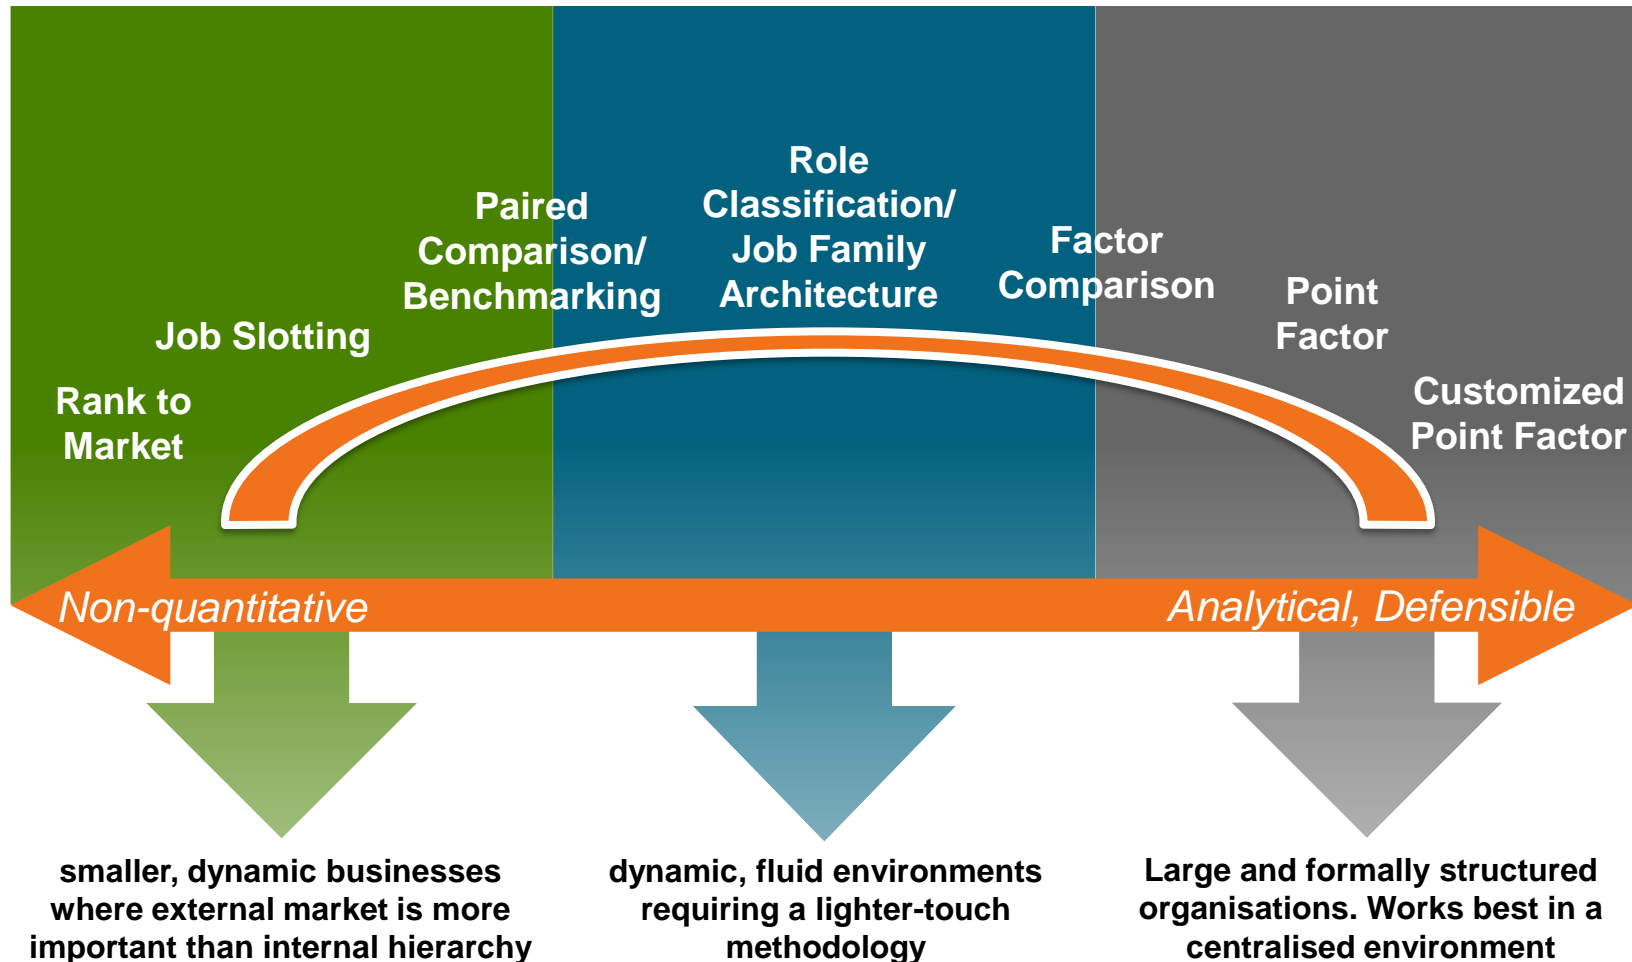 Rank to
Market
Job Slotting
Paired
Comparison/
Benchmarking
Role
Classification/
Job Family
Architecture
Factor
Comparison
Point
Factor
Customized
Point Factor
Non-quantitative
Analytical, Defensible
smaller, dynamic businesses
where external market is more
important than internal hierarchy
dynamic, fluid environments
requiring a lighter-touch
methodology
Large and formally structured
organisations. Works best in a
centralised environment